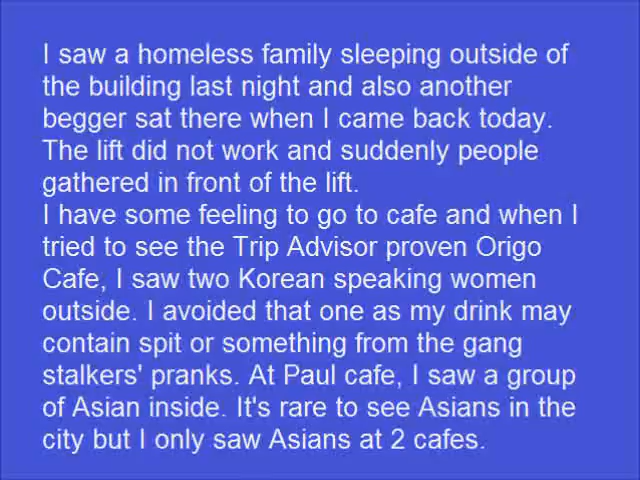 I saw a homeless family sleeping outside of
the building last night and also another
begger sat there when I came back today.
The lift did not work and suddenly people
gathered in front of the lift.
I have some feeling to go to cafe and when I
tried to see the Trip Advisor proven Origo
Cafe, I saw two Korean speaking women
outside. I avoided that one as my drink may
contain spit or something from the gang
stalkers' pranks. At Paul cafe, I saw a group
of Asian inside. It's rare to see Asians in the
city but I only saw Asians at 2 cafes.